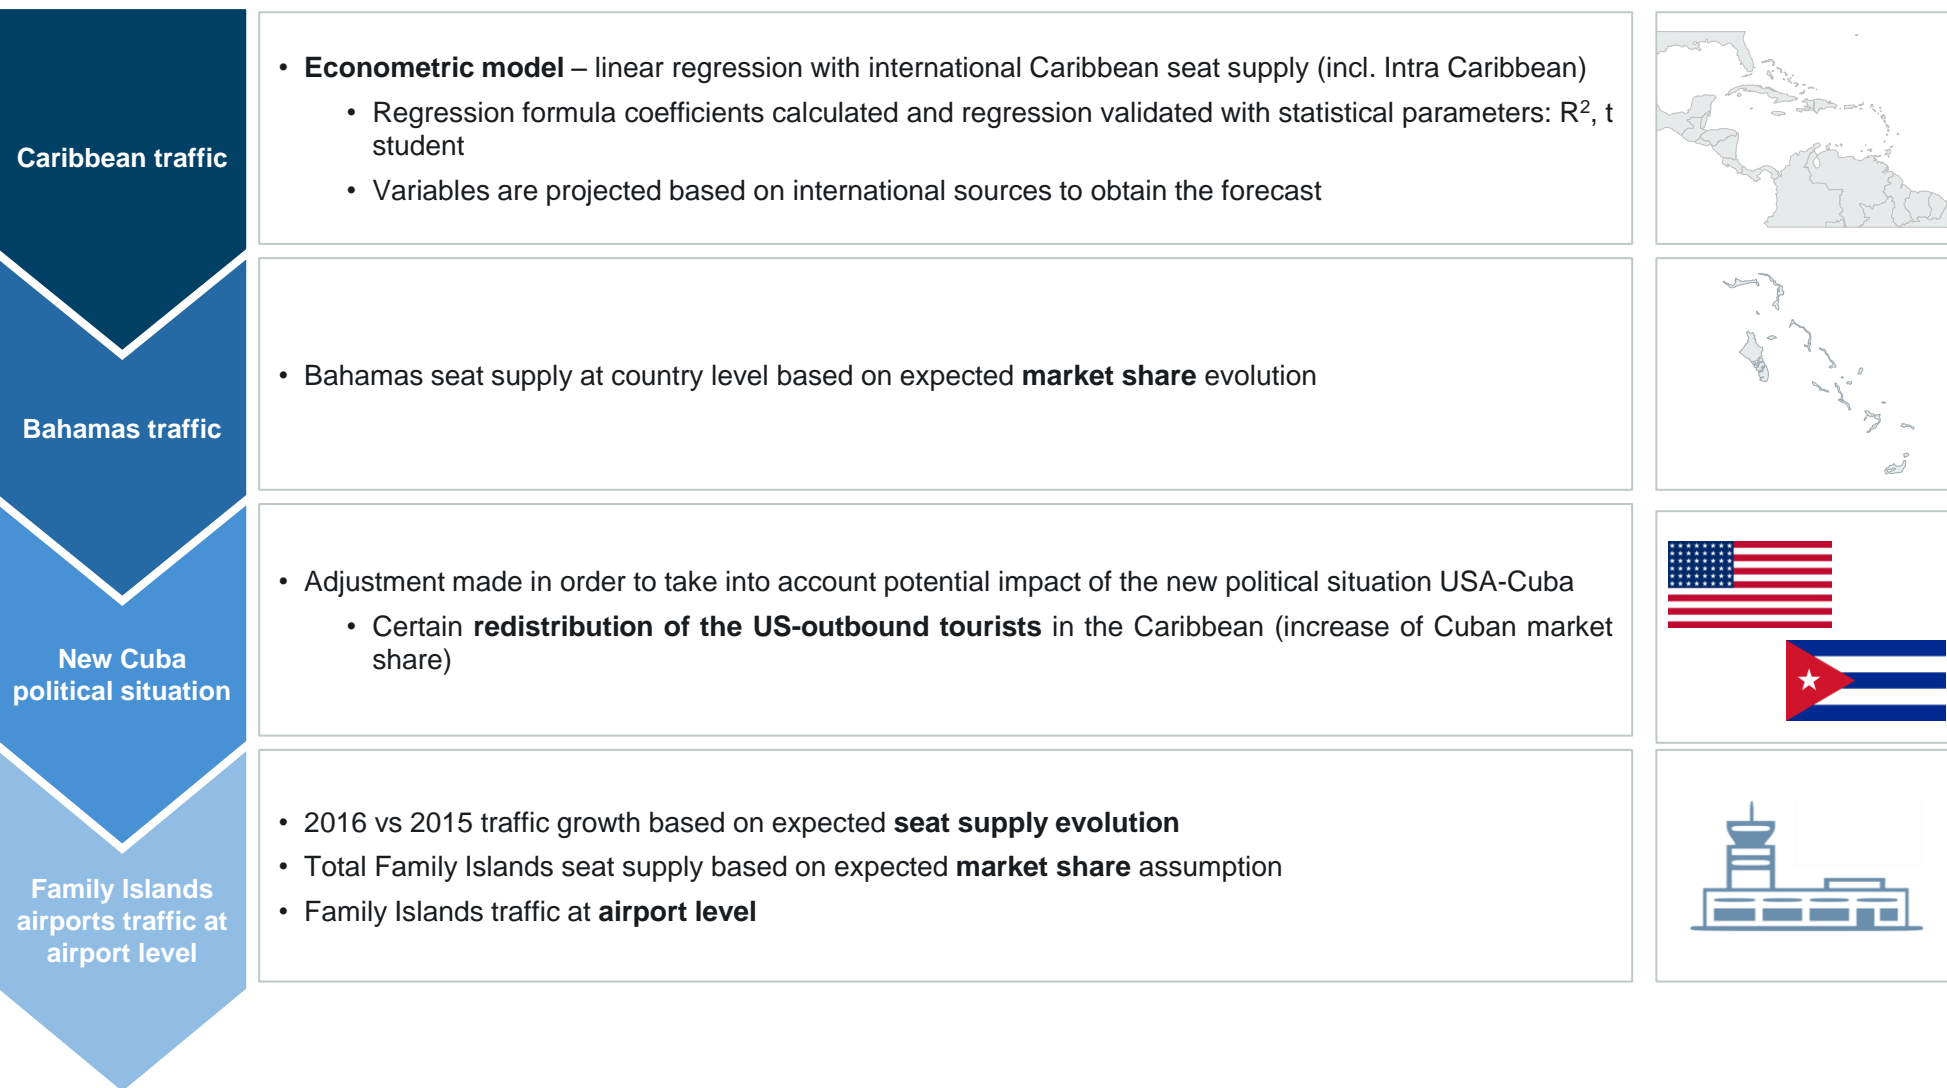 Caribbean traffic
• Econometric model – linear regression with international Caribbean seat supply (incl. Intra Caribbean)
• Regression formula coefficients calculated and regression validated with statistical parameters: R², t
student
• Variables are projected based on international sources to obtain the forecast
Bahamas traffic
• Bahamas seat supply at country level based on expected market share evolution
New Cuba
political situation
• Adjustment made in order to take into account potential impact of the new political situation USA-Cuba
• Certain redistribution of the US-outbound tourists in the Caribbean (increase of Cuban market
share)
Family Islands
airports traffic at
airport level
• 2016 vs 2015 traffic growth based on expected seat supply evolution
• Total Family Islands seat supply based on expected market share assumption
• Family Islands traffic at airport level